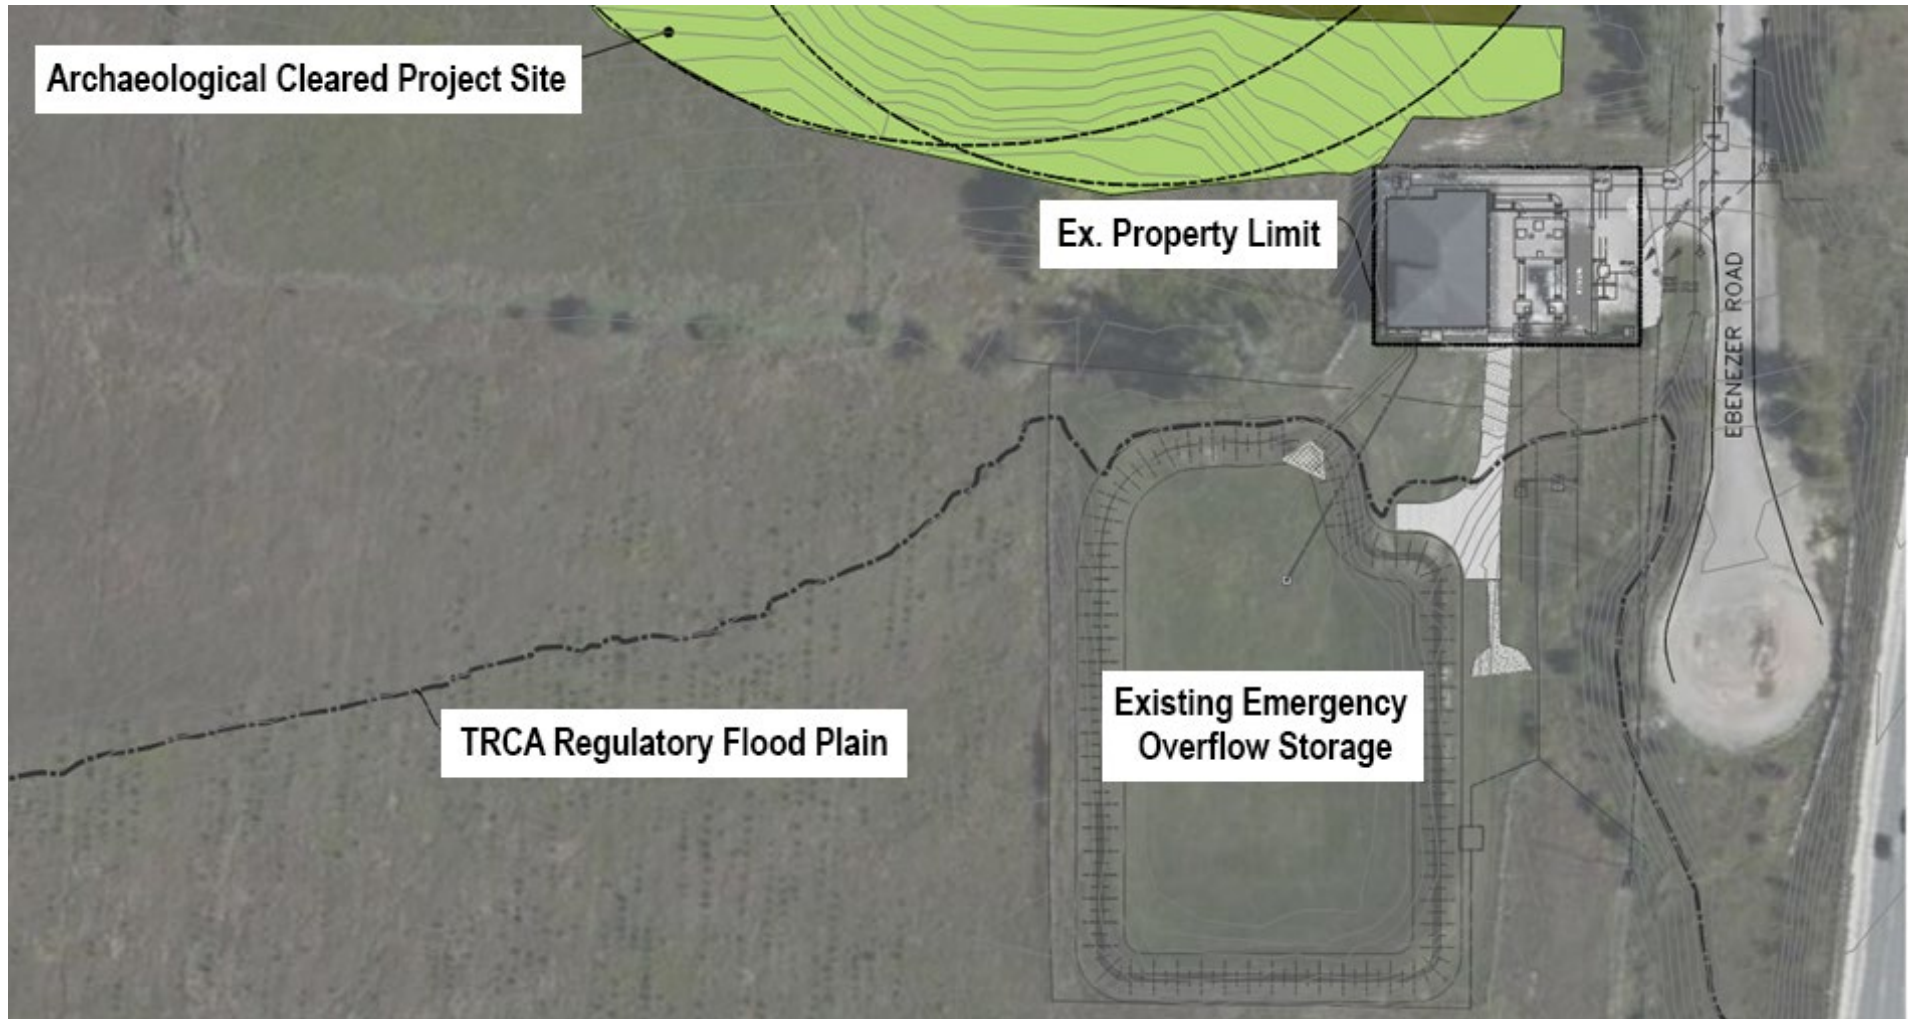 Archaeological Cleared Project Site
Ex. Property Limit
EBENEZER ROAD
TRCA Regulatory Flood Plain
Existing Emergency
Overflow Storage